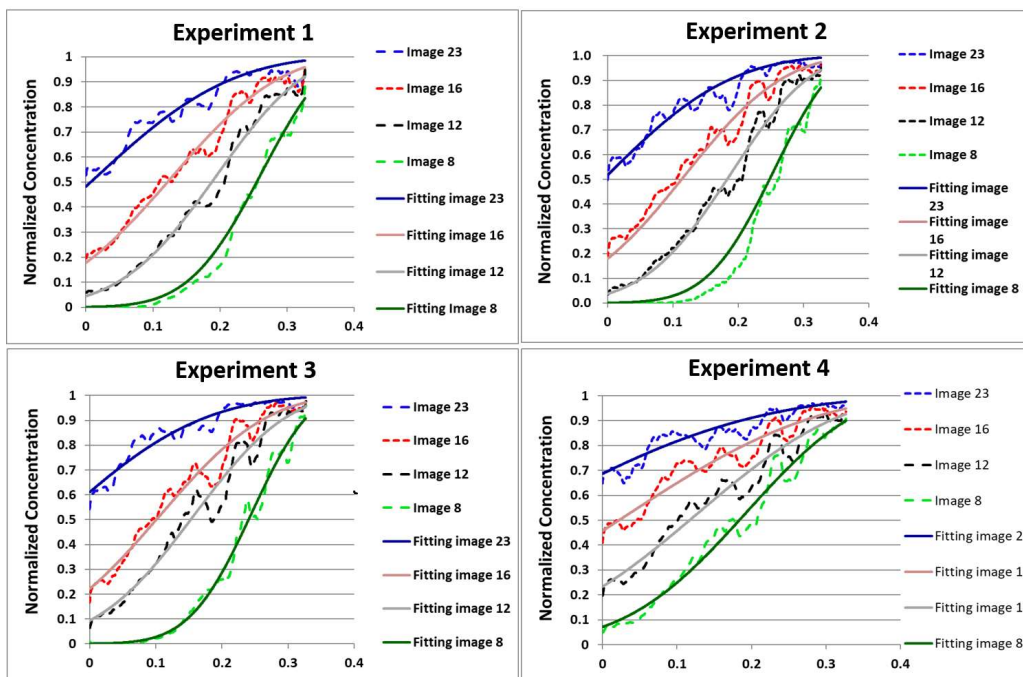 Experiment 1
Normalized Concentration
1
0.9
0.8
0.7
0.6
0.5
0.4
0.3
0.2
0.1
0
0
0.1
0.2
0.3
0.4
Image 23
Image 16
Image 12
Image 8
Fitting image 23
Fitting image 16
Fitting image 12
Fitting Image 8
Experiment 2
Normalized Concentration
1.0
0.9
0.8
0.7
0.6
0.5
0.4
0.3
0.2
0.1
0.0
0
0.1
0.2
0.3
0.4
Image 23
Image 16
Image 12
Image 8
Fitting image
23
Fitting image
16
Fitting image
12
Fitting image 8
Experiment 3
Normalized Concentration
1
0.9
0.8
0.7
0.6
0.5
0.4
0.3
0.2
0.1
0
0
0.1
0.2
0.3
0.4
Image 23
Image 16
Image 12
Image 8
Fitting image 23
Fitting image 16
Fitting image 12
Fitting image 8
Experiment 4
Normalized Concentration
1
0.9
0.8
0.7
0.6
0.5
0.4
0.3
0.2
0.1
0
0
0.1
0.2
0.3
0.4
Image 23
Image 16
Image 12
Image 8
Fitting image 2
Fitting image 1
Fitting image 1
Fitting image 8